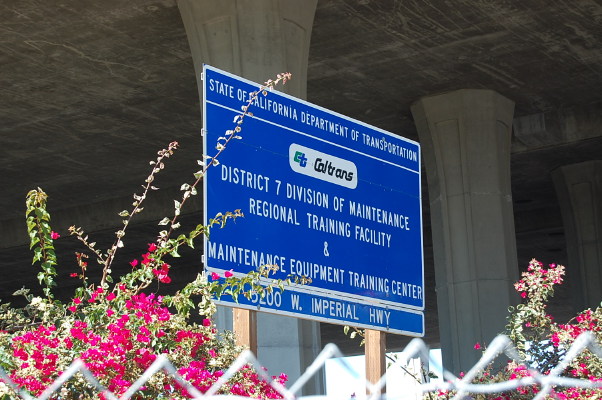 STATE OF CALIFORNIA DEPARTMENT OF TRANSPORTATION
ct Caltrans
DISTRICT 7 DIVISION OF MAINTENANCE
REGIONAL TRAINING FACILITY
&
MAINTENANCE EQUIPMENT TRAINING CENTER
5200 W. IMPERIAL HWY